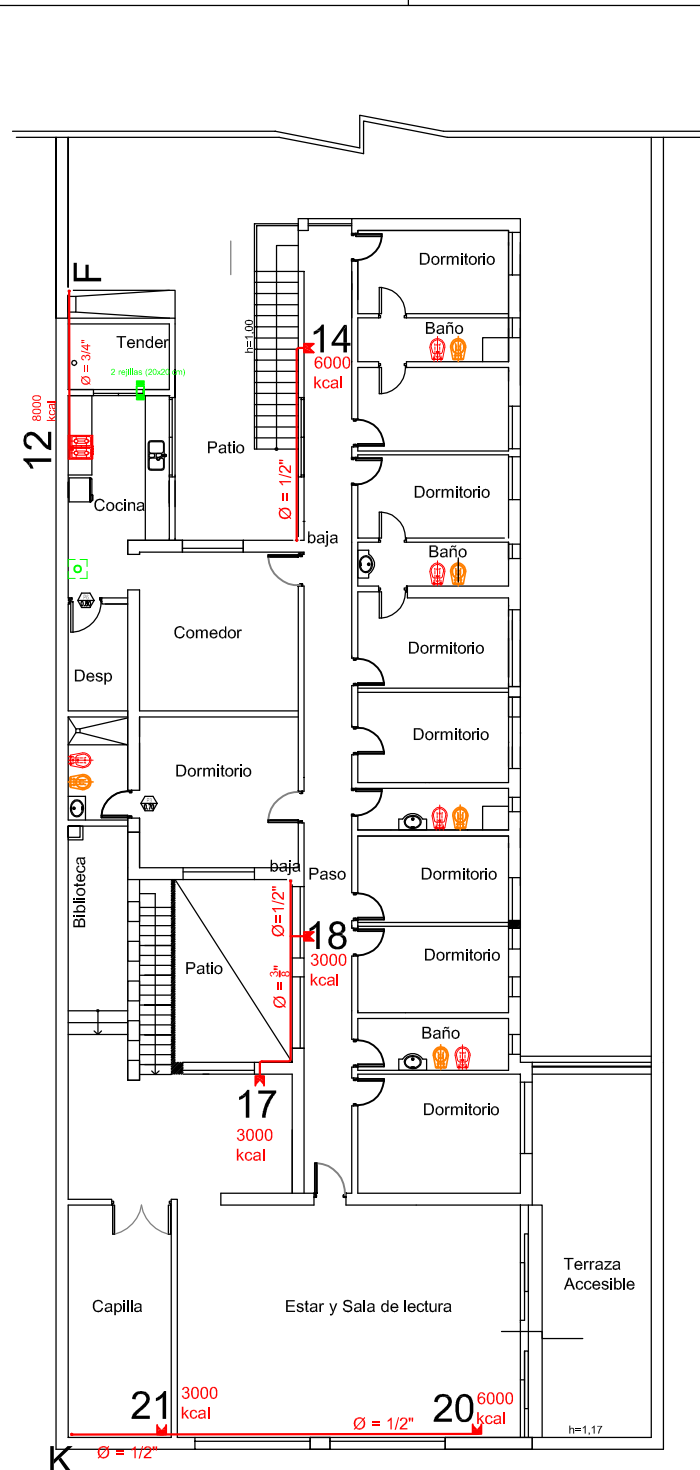 Dormitorio
F
h=1,00
14
6000
kcal
Baño
Tender
Ø = 3/4"
2 rejillas (20x20 cm)
8000
kcal
12
Patio
Ø = 1/2"
Dormitorio
Cocina
baja
Baño
Comedor
Dormitorio
Desp
Dormitorio
Dormitorio
baja
Paso
Dormitorio
Biblioteca
Ø=1/2"
18
3000
kcal
Patio
Ø = 3/8"
Dormitorio
Baño
17
3000
kcal
Dormitorio
Terraza
Accesible
Capilla
Estar y Sala de lectura
21
3000
kcal
20
6000
kcal
Ø = 1/2"
h=1,17
K
Ø = 1/2"